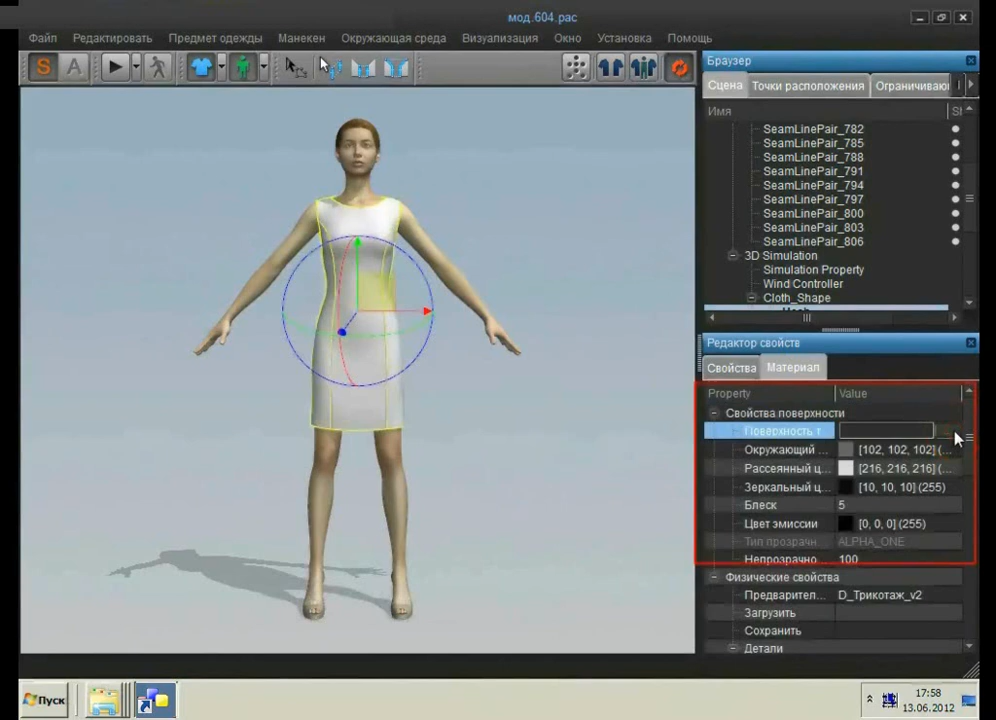 мод.604.pac
Файл Редактировать Предмет одежды Манекен Окружающая среда Визуализация Окно Установка Помощь
S A
Браузер
Сцена Точки расположения Ограничиваю
Имя
SeamLinePair_782
SeamLinePair_785
SeamLinePair_788
SeamLinePair_791
SeamLinePair_794
SeamLinePair_797
SeamLinePair_800
SeamLinePair_803
SeamLinePair_806
3D Simulation
Simulation Property
Wind Controller
Cloth_Shape
Редактор свойств
Свойства Материал
Property Value
Свойства поверхности
Поверхность т
Окружающий ... [102, 102, 102] (...
Рассеянный ц... [216, 216, 216] (...
Зеркальный ц... [10, 10, 10] (255)
Блеск 5
Цвет эмиссии [0, 0, 0] (255)
Тип прозрачн ALPHA_ONE
Непрозрачно 100
Физические свойства
Предварител... D_Трикотаж_v2
Загрузить
Сохранить
Детали
Пуск
17:58
13.06.2012